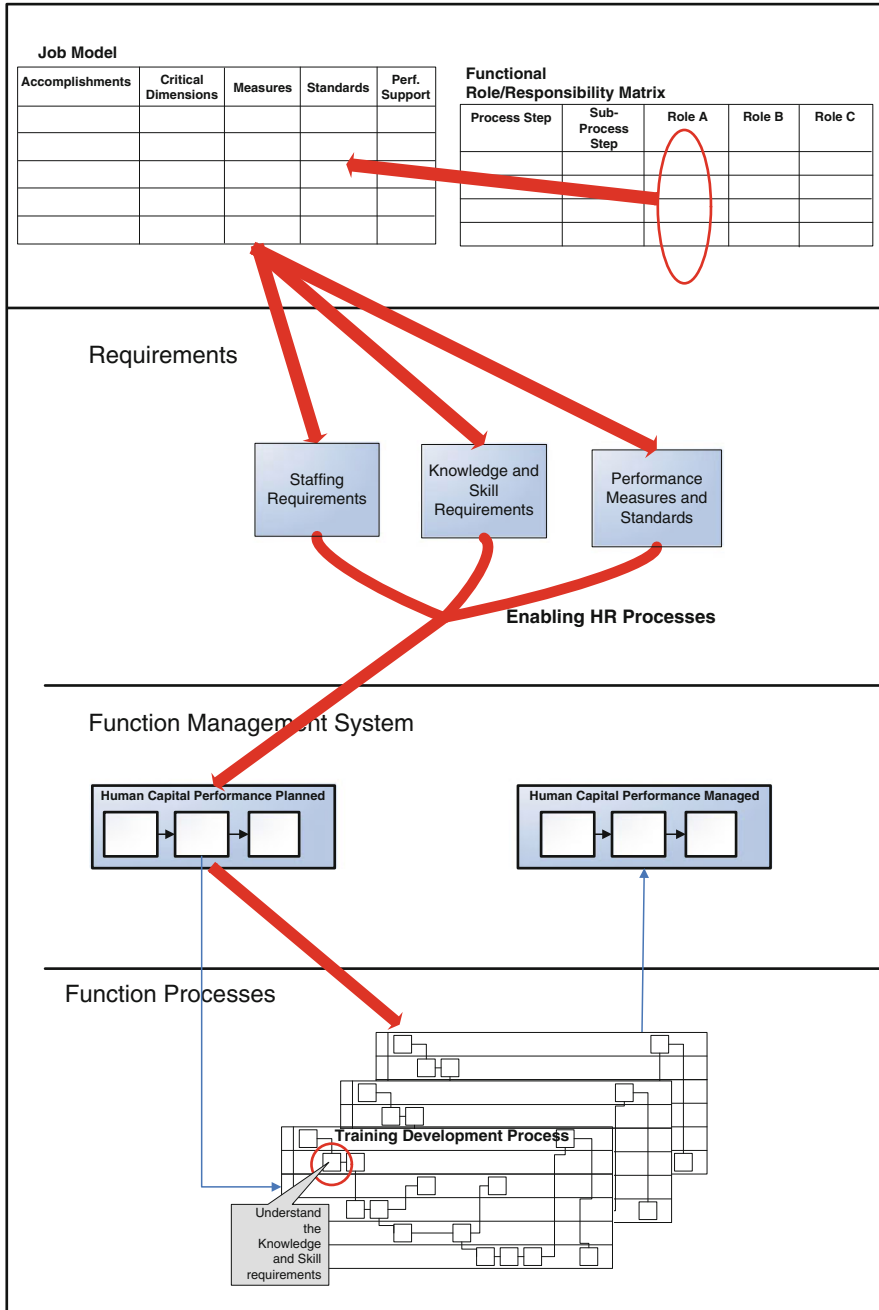 Job Model
Accomplishments
Critical
Dimensions
Measures
Standards
Perf.
Support
Functional
Role/Responsibility Matrix
Process Step
Sub-
Process
Step
Role A
Role B
Role C
Requirements
Staffing
Requirements
Knowledge and
Skill
Requirements
Performance
Measures and
Standards
Enabling HR Processes
Function Management System
Human Capital Performance Planned
Human Capital Performance Managed
Function Processes
Training Development Process
Understand
the
Knowledge
and Skill
requirements